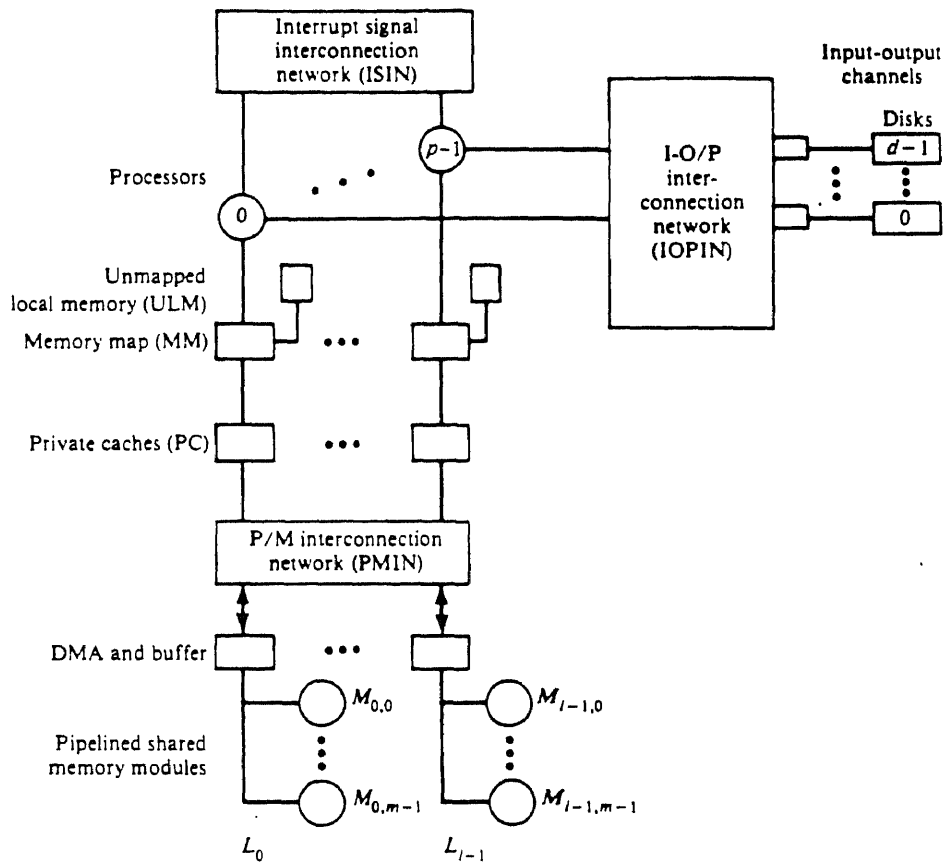 Interrupt signal
interconnection
network (ISIN)
Input-output
channels
Disks
p−1
I-O/P
inter-
connection
network
(IOPIN)
d−1
Processors
0
0
Unmapped
local memory (ULM)
Memory map (MM)
Private caches (PC)
P/M interconnection
network (PMIN)
DMA and buffer
M0,0
Ml−1,0
Pipelined shared
memory modules
M0,m−1
Ml−1,m−1
L0
Ll−1